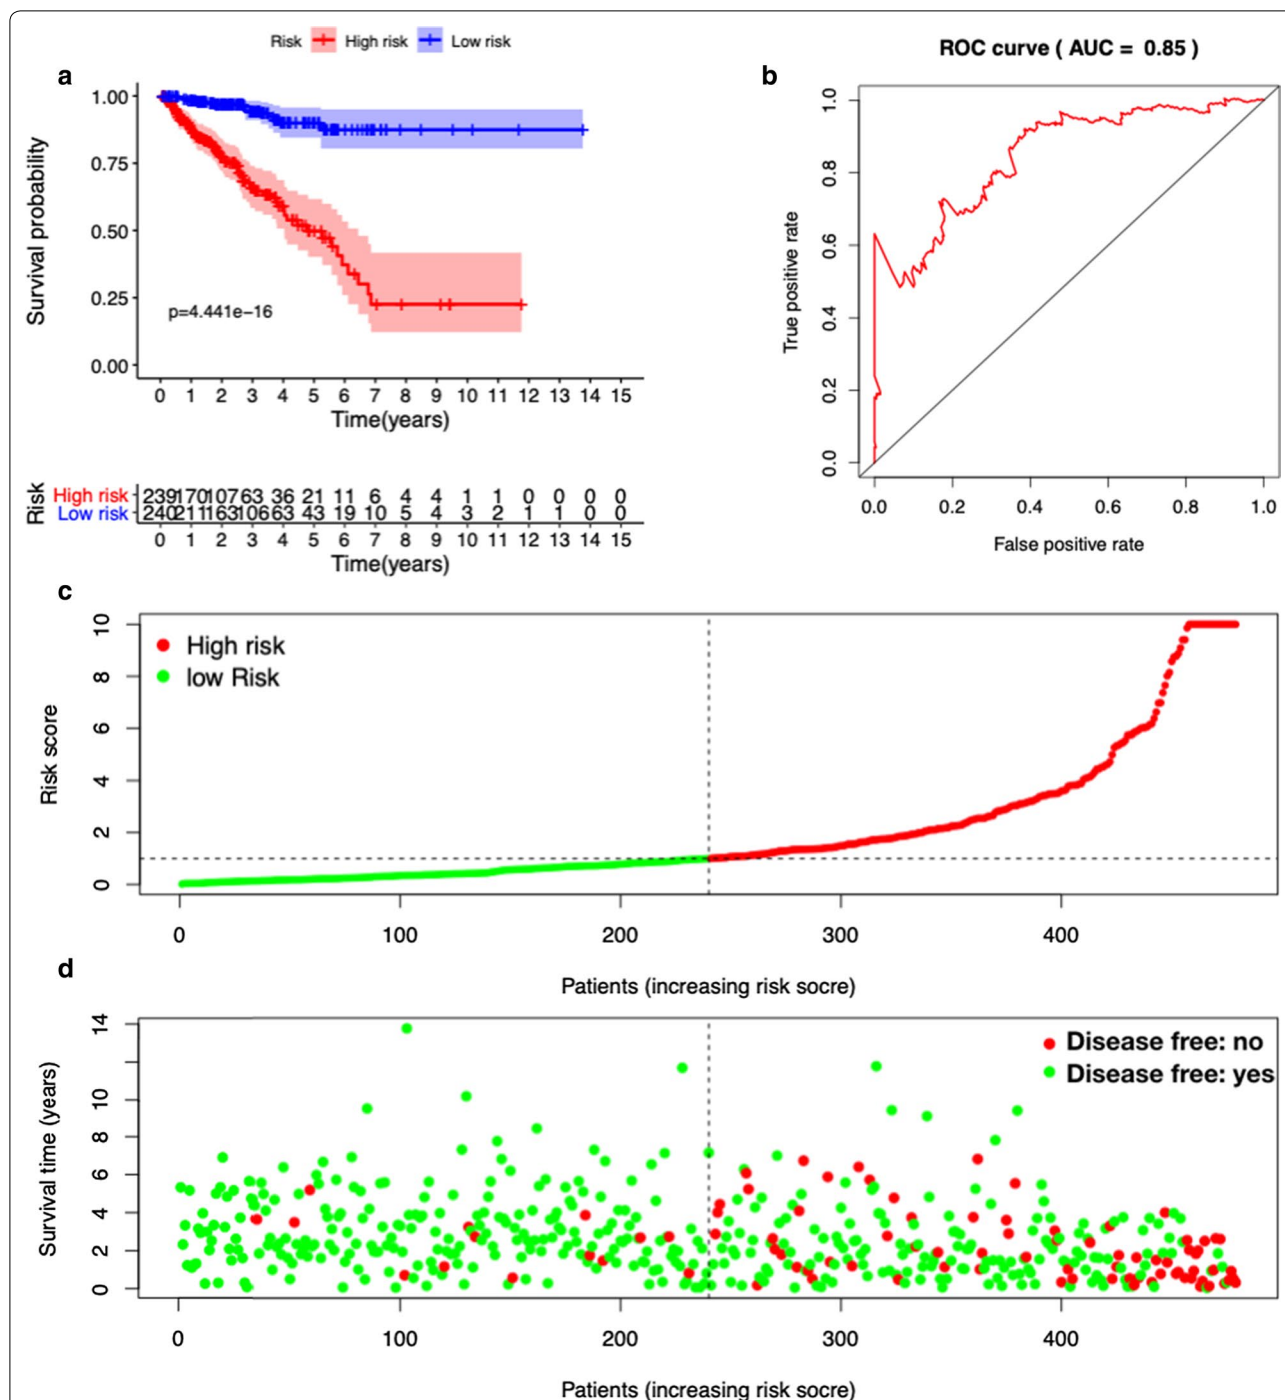 Risk High risk Low risk
a
1.00
0.75
0.50
0.25
0.00
Survival probability
p=4.441e−16
0 1 2 3 4 5 6 7 8 9 10 11 12 13 14 15
Time(years)
Risk
High risk 239 170 107 63 36 21 11 6 4 4 1 1 0 0 0 0
Low risk 240 211 163 106 63 43 19 10 5 4 3 2 1 1 0 0
0 1 2 3 4 5 6 7 8 9 10 11 12 13 14 15
Time(years)
b
ROC curve ( AUC = 0.85 )
1.0
0.8
0.6
0.4
0.2
0.0
True positive rate
0.0 0.2 0.4 0.6 0.8 1.0
False positive rate
c
10
8
6
4
2
0
Risk score
High risk
low Risk
0 100 200 300 400
Patients (increasing risk socre)
d
14
10
8
6
4
2
0
Survival time (years)
Disease free: no
Disease free: yes
0 100 200 300 400
Patients (increasing risk socre)